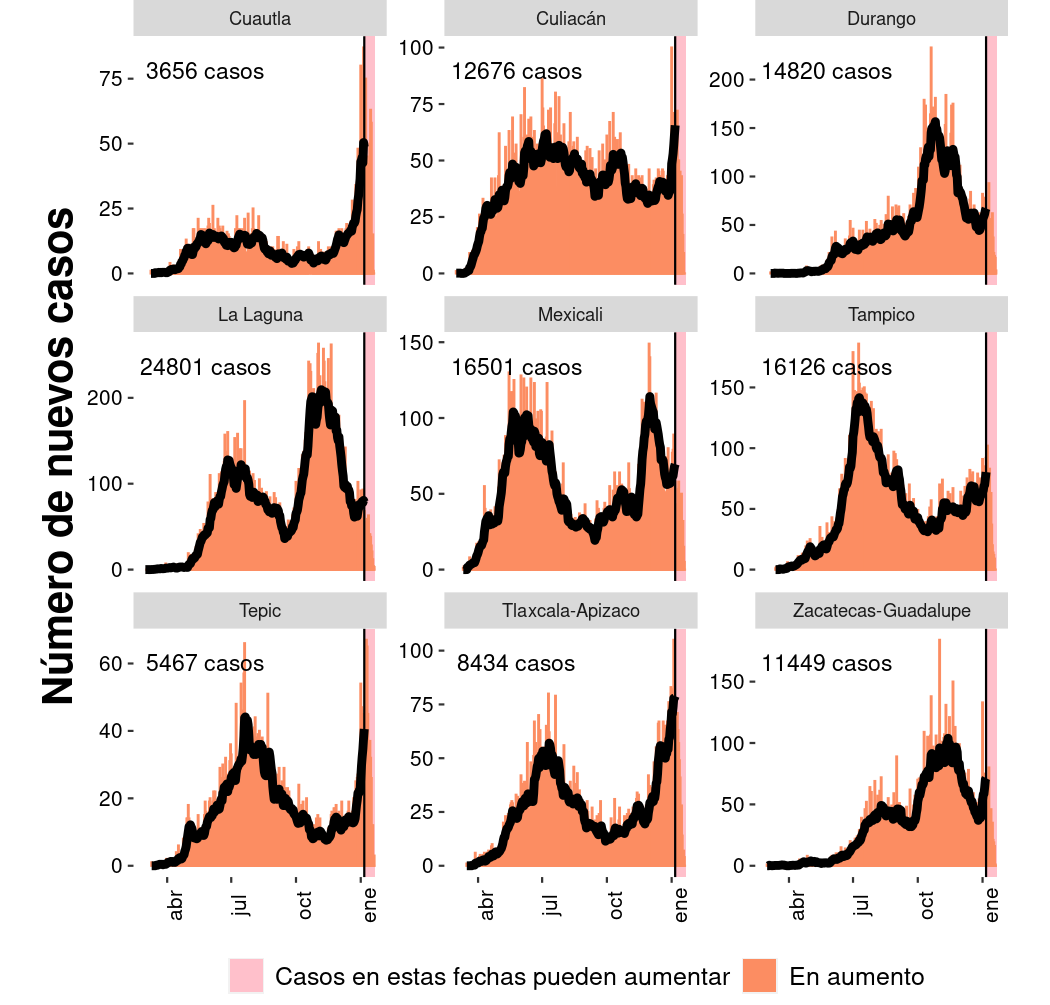 Cuautla
Culiacán
Durango
75
50
25
0
3656 casos
100
75
50
25
0
12676 casos
200
150
100
50
0
14820 casos
Número de nuevos casos
La Laguna
Mexicali
Tampico
200
100
0
24801 casos
150
100
50
0
16501 casos
150
100
50
0
16126 casos
Tepic
Tlaxcala-Apizaco
Zacatecas-Guadalupe
60
40
20
0
5467 casos
100
75
50
25
0
8434 casos
150
100
50
0
11449 casos
abr jul oct ene
abr jul oct ene
abr jul oct ene
Casos en estas fechas pueden aumentar
En aumento